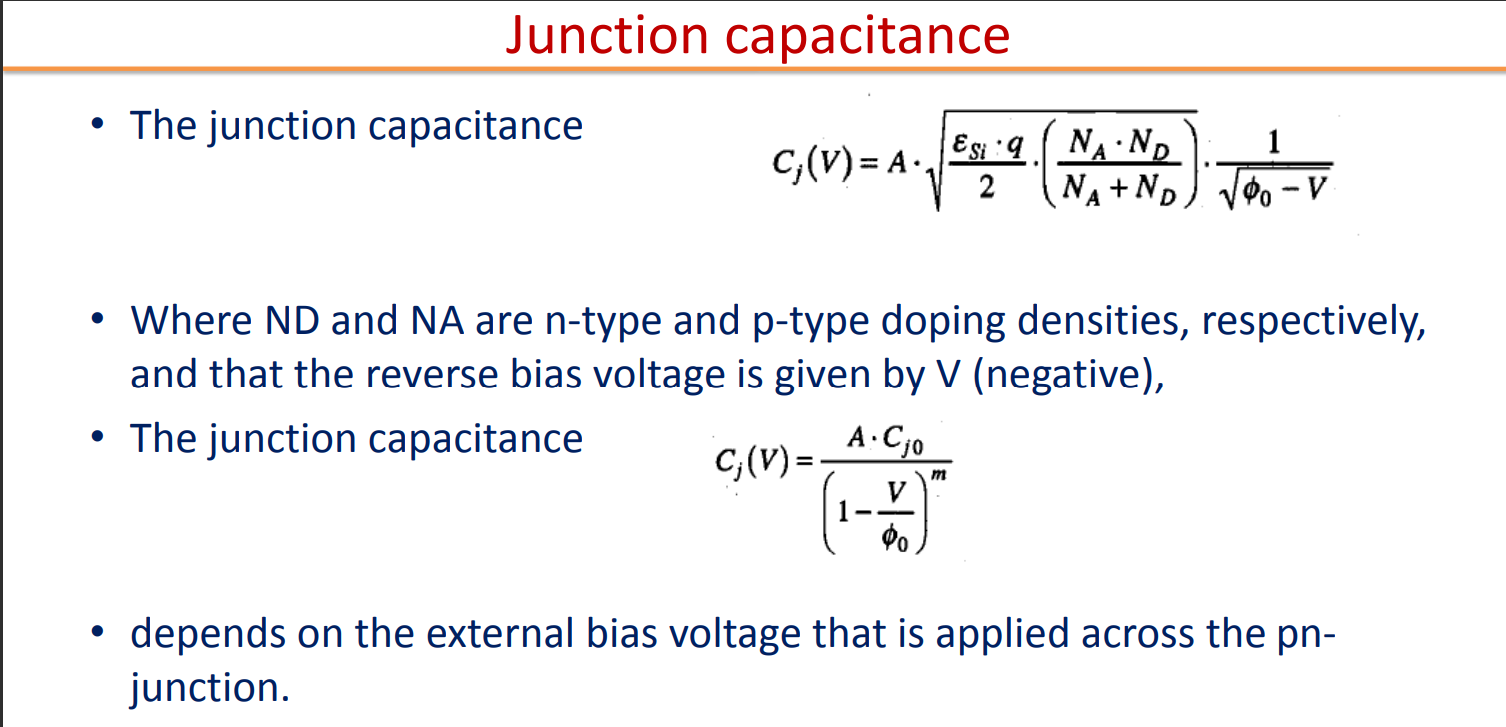 Junction capacitance
• The junction capacitance
C_j(V) = A · √(ε_Si · q / 2 · (N_A · N_D / N_A + N_D)) · 1 / √(ϕ_0 − V)
• Where ND and NA are n-type and p-type doping densities, respectively,
and that the reverse bias voltage is given by V (negative),
• The junction capacitance
C_j(V) = A · C_j0 / (1 − V / ϕ_0)^m
• depends on the external bias voltage that is applied across the pn-
junction.